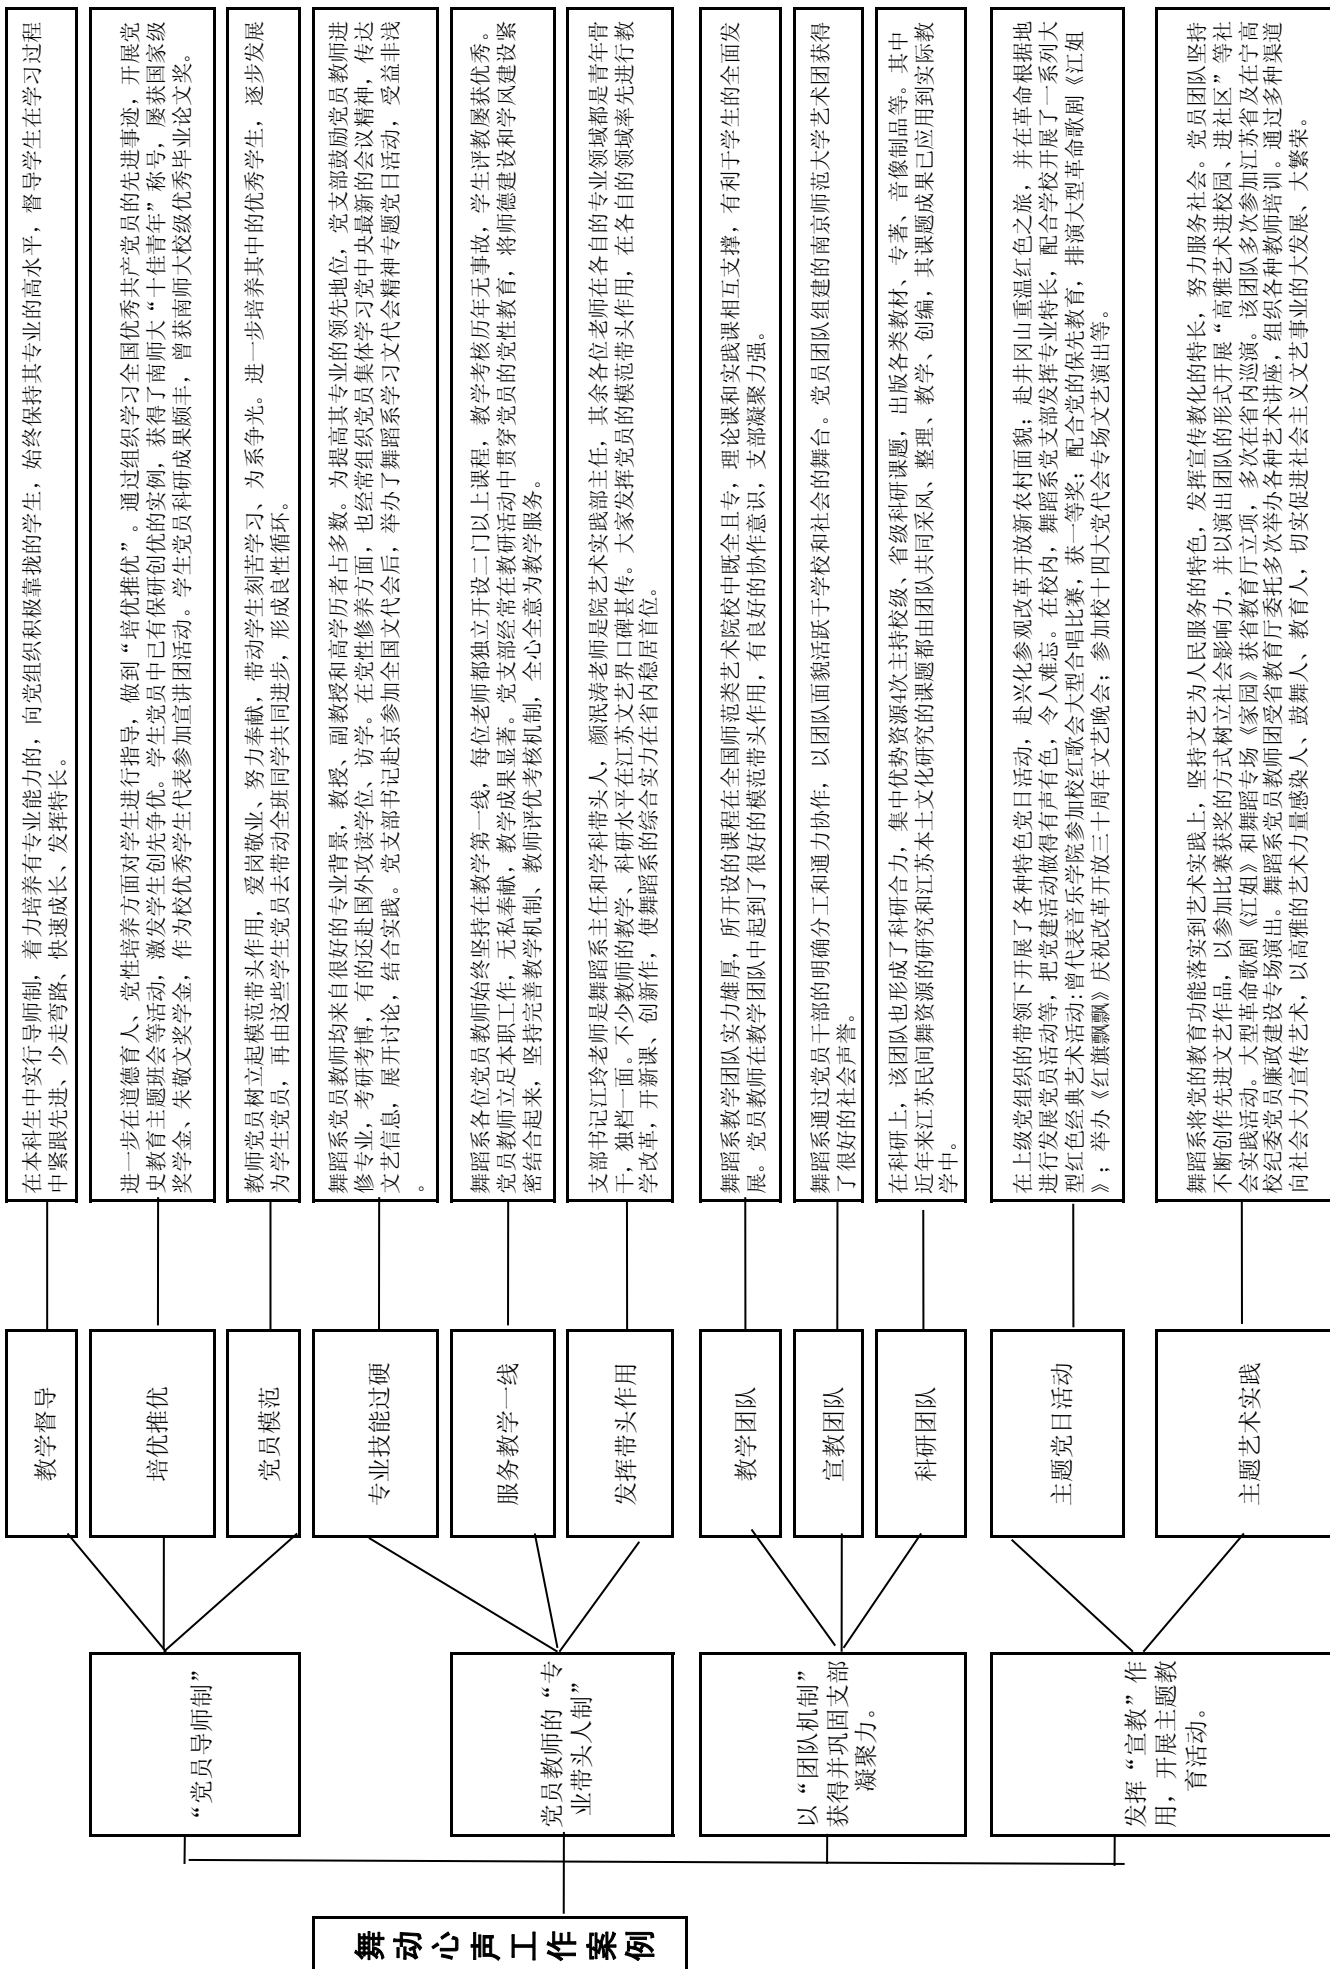 舞动心声工作案例
“党员导师制”
党员教师的“专
业带头人制”
以“团队机制”
获得并巩固支部
凝聚力。
发挥“宣教”作
用，开展主题教
育活动。
教学督导
培优推优
党员模范
专业技能过硬
服务教学一线
发挥带头作用
教学团队
宣教团队
科研团队
主题党日活动
主题艺术实践
在本科生中实行导师制，着力培养有专业能力的，向党组织积极靠拢的学生，始终保持其专业的高水平，督导学生在学习过程
中紧跟先进、少走弯路、快速成长、发挥特长。
进一步在道德育人、党性培养方面对学生进行指导，做到“培优推优”。通过组织学习全国优秀共产党员的先进事迹，开展党
史教育主题班会等活动，激发学生创先争优。学生党员中已有保研创优的实例，获得了南师大“十佳青年”称号，屡获国家级
奖学金、朱敬文奖学金，作为校优秀学生代表参加宣讲团活动。学生党员科研成果颇丰，曾获南师大校级优秀毕业论文奖。
教师党员树立起模范带头作用，爱岗敬业、努力奉献，带动学生刻苦学习、为系争光。进一步培养其中的优秀学生，逐步发展
为学生党员，再由这些学生党员去带动全班同学共同进步，形成良性循环。
舞蹈系党员教师均来自很好的专业背景，教授、副教授和高学历者占多数。为提高其专业的领先地位，党支部鼓励党员教师进
修专业，考研考博，有的还赴国外攻读学位、访学。在党性修养方面，也经常组织党员集体学习党中央最新的会议精神，传达
文艺信息，展开讨论，结合实践。党支部书记赴京参加全国文代会后，举办了舞蹈系学习文代会精神专题党日活动，受益非浅
。
舞蹈系各位党员教师始终坚持在教学第一线，每位老师都独立开设二门以上课程，教学考核历年无事故，学生评教屡获优秀。
党员教师立足本职工作，无私奉献，教学成果显著。党支部经常在教研活动中贯穿党员的党性教育，将师德建设和学风建设紧
密结合起来，坚持完善教学机制、教师评优考核机制，全心全意为教学服务。
支部书记江玲老师是舞蹈系主任和学科带头人，颜泯涛老师是院艺术实践部主任，其余各位老师在各自的专业领域都是青年骨
干，独档一面。不少教师的教学、科研水平在江苏文艺界口碑甚传。大家发挥党员的模范带头作用，在各自的领域率先进行教
学改革，开新课、创新作，使舞蹈系的综合实力在省内稳居首位。
舞蹈系教学团队实力雄厚，所开设的课程在全国师范类艺术院校中既全且专，理论课和实践课相互支撑，有利于学生的全面发
展。党员教师在教学团队中起到了很好的模范带头作用，有良好的协作意识，支部凝聚力强。
舞蹈系通过党员干部的明确分工和通力协作，以团队面貌活跃于学校和社会的舞台。党员团队组建的南京师范大学艺术团获得
了很好的社会声誉。
在科研上，该团队也形成了科研合力，集中优势资源4次主持校级、省级科研课题，出版各类教材、专著、音像制品等。其中
近年来江苏民间舞资源的研究和江苏本土文化研究的课题都由团队共同采风、整理、教学、创编，其课题成果已应用到实际教
学中。
在上级党组织的带领下开展了各种特色党日活动，赴兴化参观改革开放新农村面貌；赴井冈山重温红色之旅，并在革命根据地
进行发展党员活动等，把党建活动做得有声有色，令人难忘。在校内，舞蹈系党支部发挥专业特长，配合学校开展了一系列大
型红色经典艺术活动:曾代表音乐学院参加校红歌会大型合唱比赛，获一等奖；配合党的保先教育，排演大型革命歌剧《江姐
》；举办《红旗飘飘》庆祝改革开放三十周年文艺晚会；参加校十四大党代会专场文艺演出等。
舞蹈系将党的教育功能落实到艺术实践上，坚持文艺为人民服务的特色，发挥宣传教化的特长，努力服务社会。党员团队坚持
不断创作先进文艺作品，以参加比赛获奖的方式树立社会影响力，并以演出团队的形式开展“高雅艺术进校园、进社区”等社
会实践活动。大型革命歌剧《江姐》和舞蹈专场《家园》获省教育厅立项，多次在省内巡演。该团队多次参加江苏省及在宁高
校纪委党员廉政建设专场演出。舞蹈系党员教师团受省教育厅委托多次举办各种艺术讲座，组织各种教师培训。通过多种渠道
向社会大力宣传艺术，以高雅的艺术力量感染人、鼓舞人、教育人，切实促进社会主义文艺事业的大发展、大繁荣。